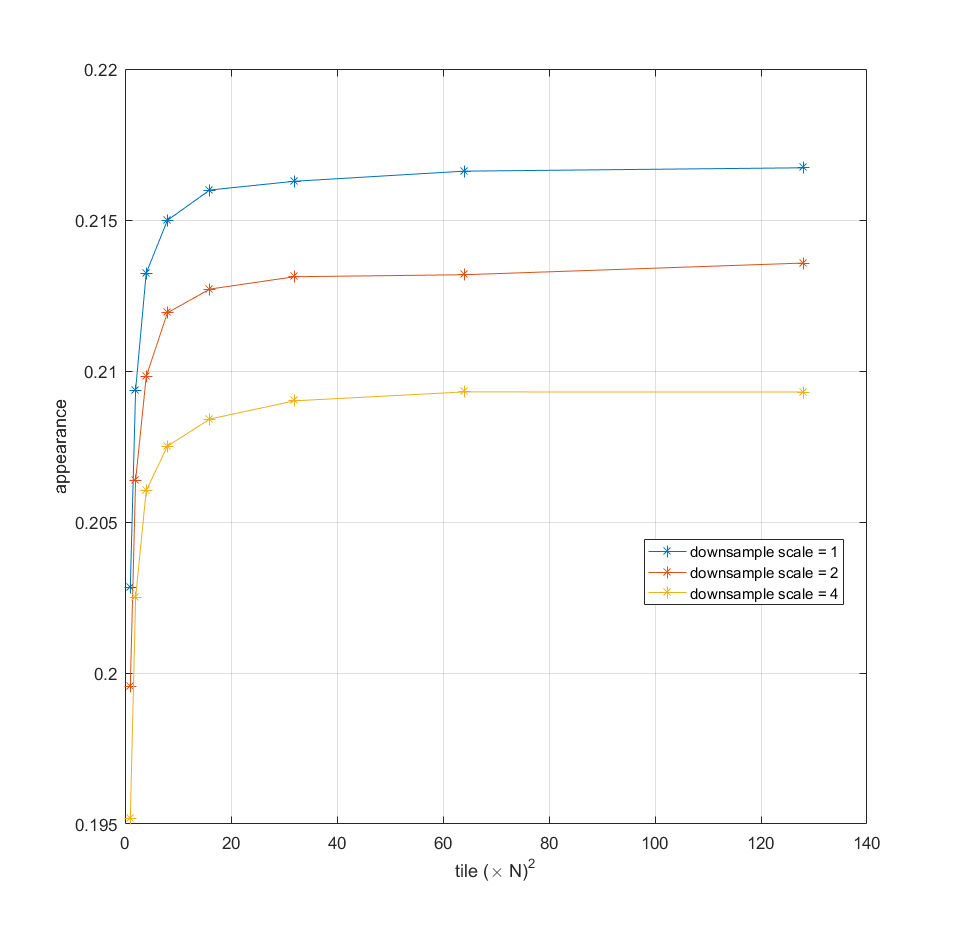 0.22
0.215
0.21
0.205
0.2
0.195
appearance
0 20 40 60 80 100 120 140
tile (× N)²
downsample scale = 1
downsample scale = 2
downsample scale = 4